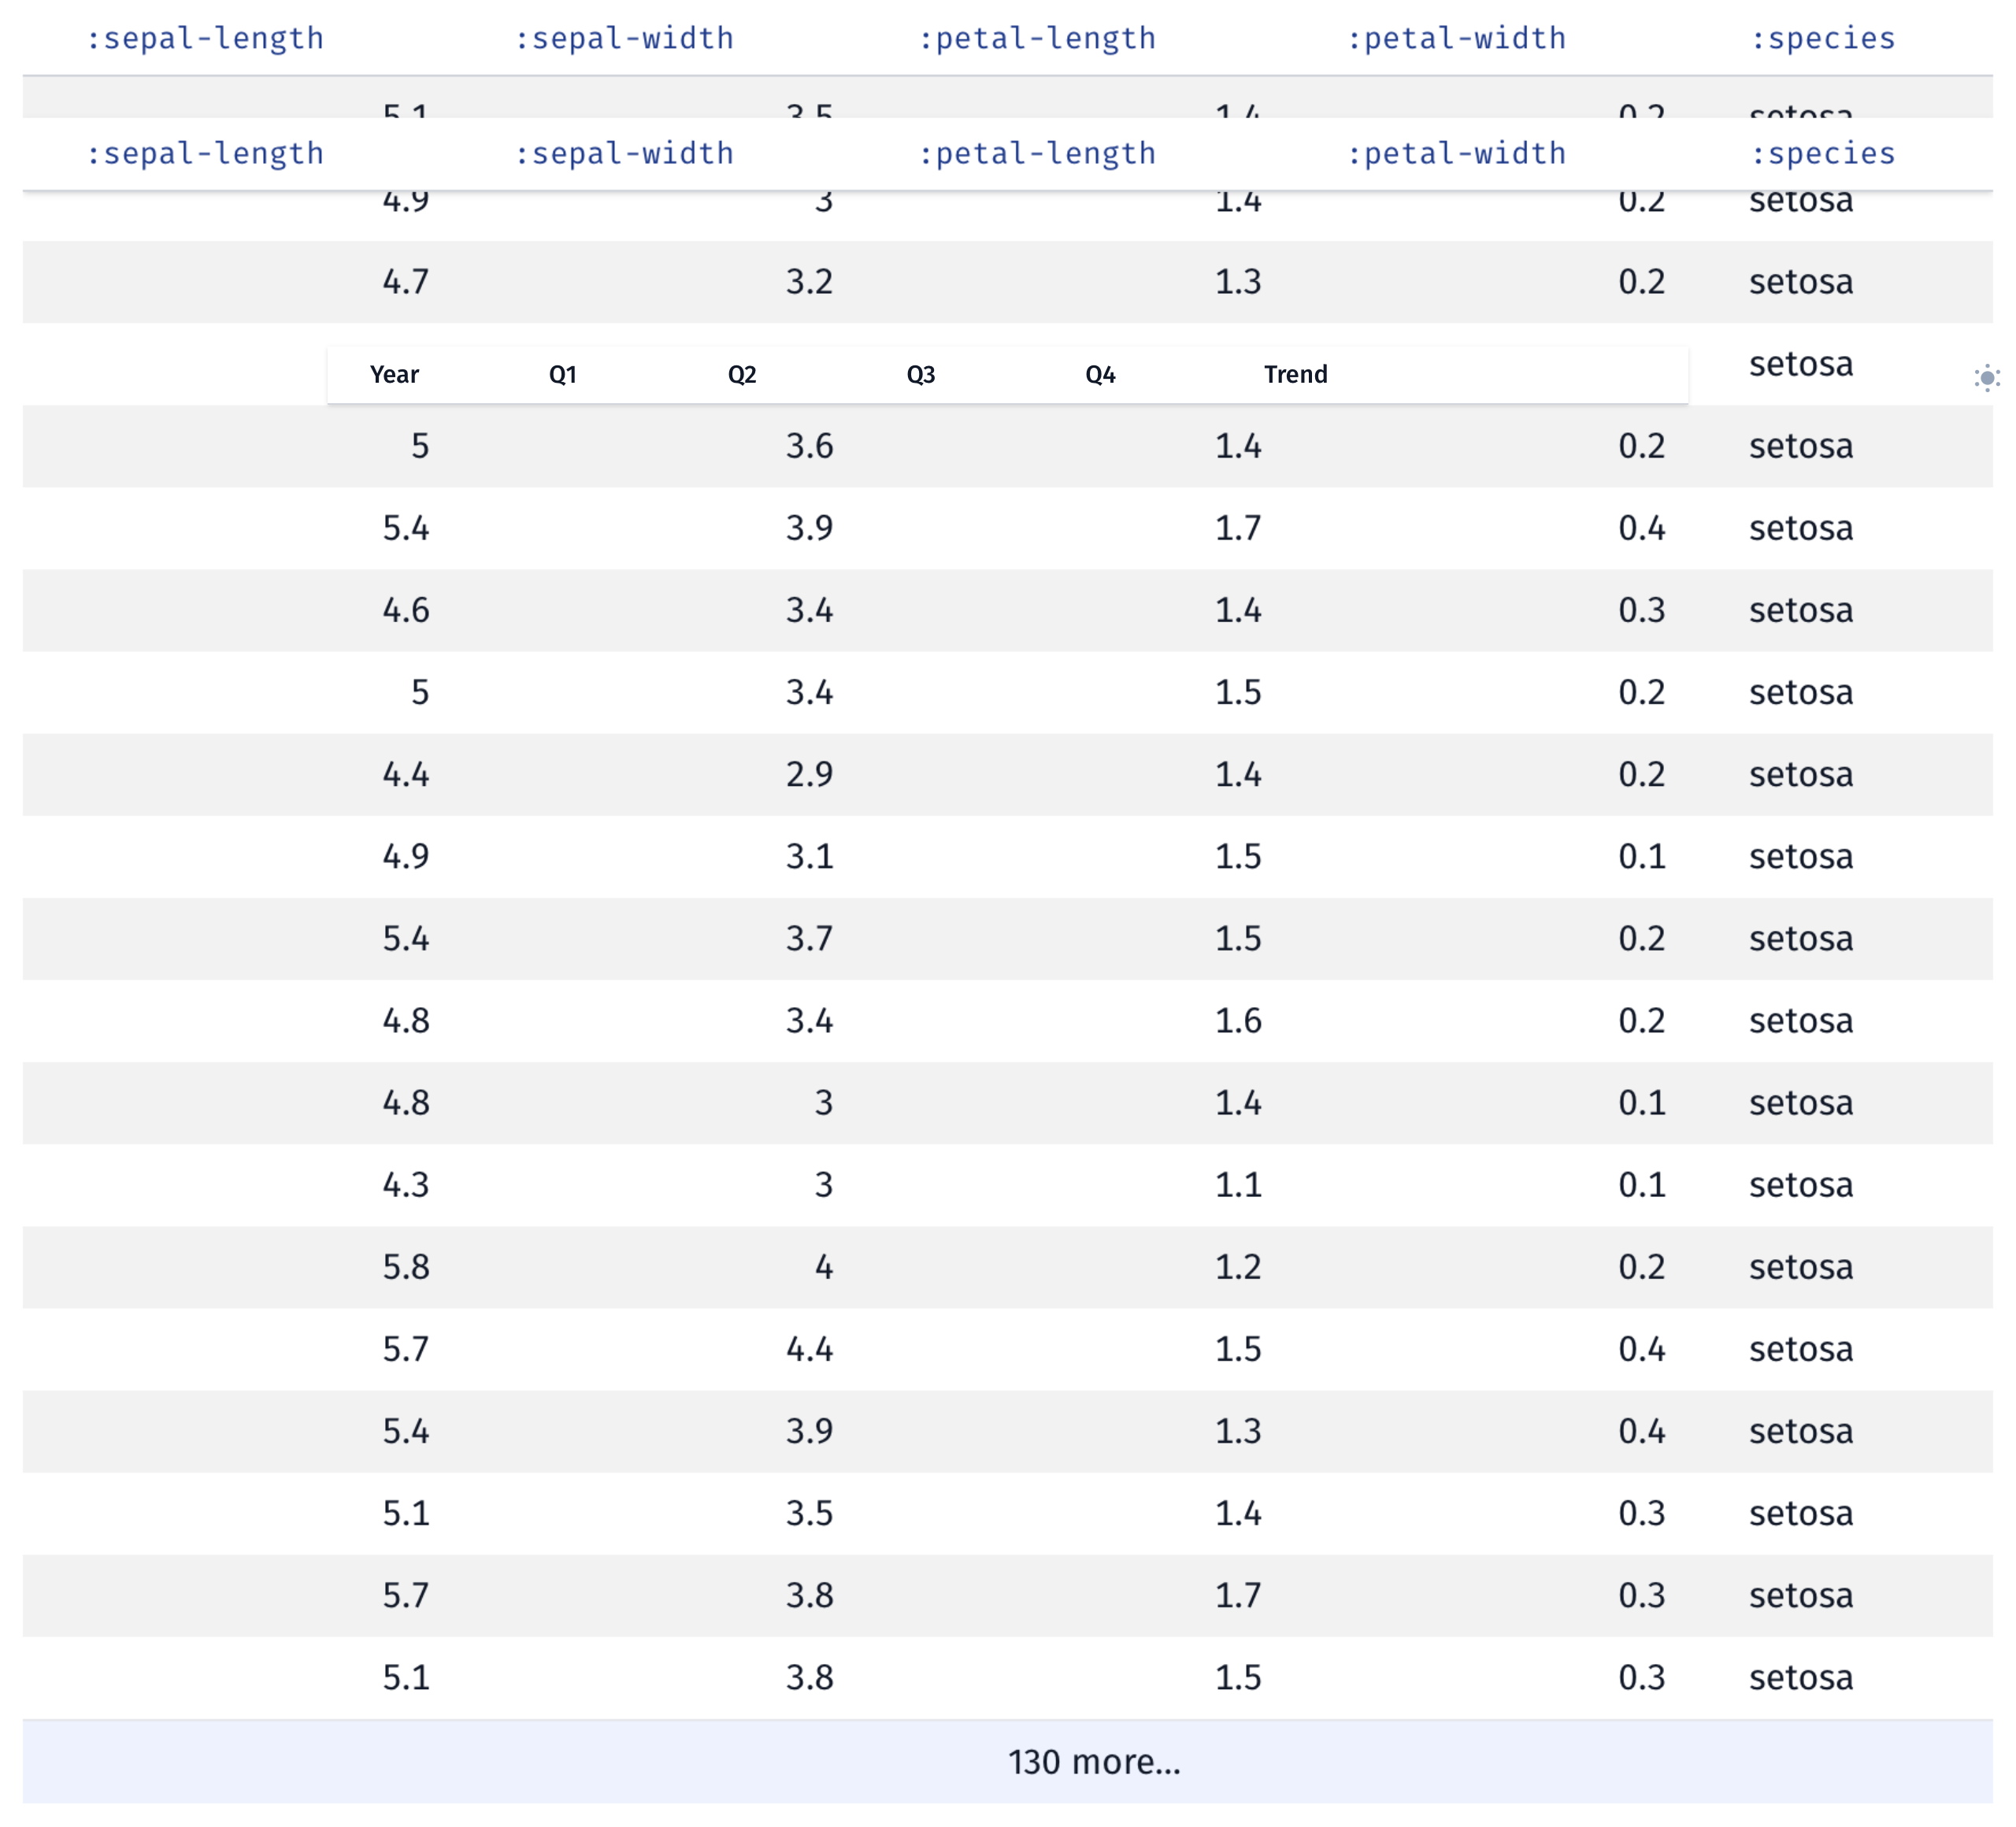 :sepal-length :sepal-width :petal-length :petal-width :species
5.1 3.5 1.4 0.2 setosa
:sepal-length :sepal-width :petal-length :petal-width :species
4.9 3 1.4 0.2 setosa
4.7 3.2 1.3 0.2 setosa
setosa
Year Q1 Q2 Q3 Q4 Trend
5 3.6 1.4 0.2 setosa
5.4 3.9 1.7 0.4 setosa
4.6 3.4 1.4 0.3 setosa
5 3.4 1.5 0.2 setosa
4.4 2.9 1.4 0.2 setosa
4.9 3.1 1.5 0.1 setosa
5.4 3.7 1.5 0.2 setosa
4.8 3.4 1.6 0.2 setosa
4.8 3 1.4 0.1 setosa
4.3 3 1.1 0.1 setosa
5.8 4 1.2 0.2 setosa
5.7 4.4 1.5 0.4 setosa
5.4 3.9 1.3 0.4 setosa
5.1 3.5 1.4 0.3 setosa
5.7 3.8 1.7 0.3 setosa
5.1 3.8 1.5 0.3 setosa
130 more...